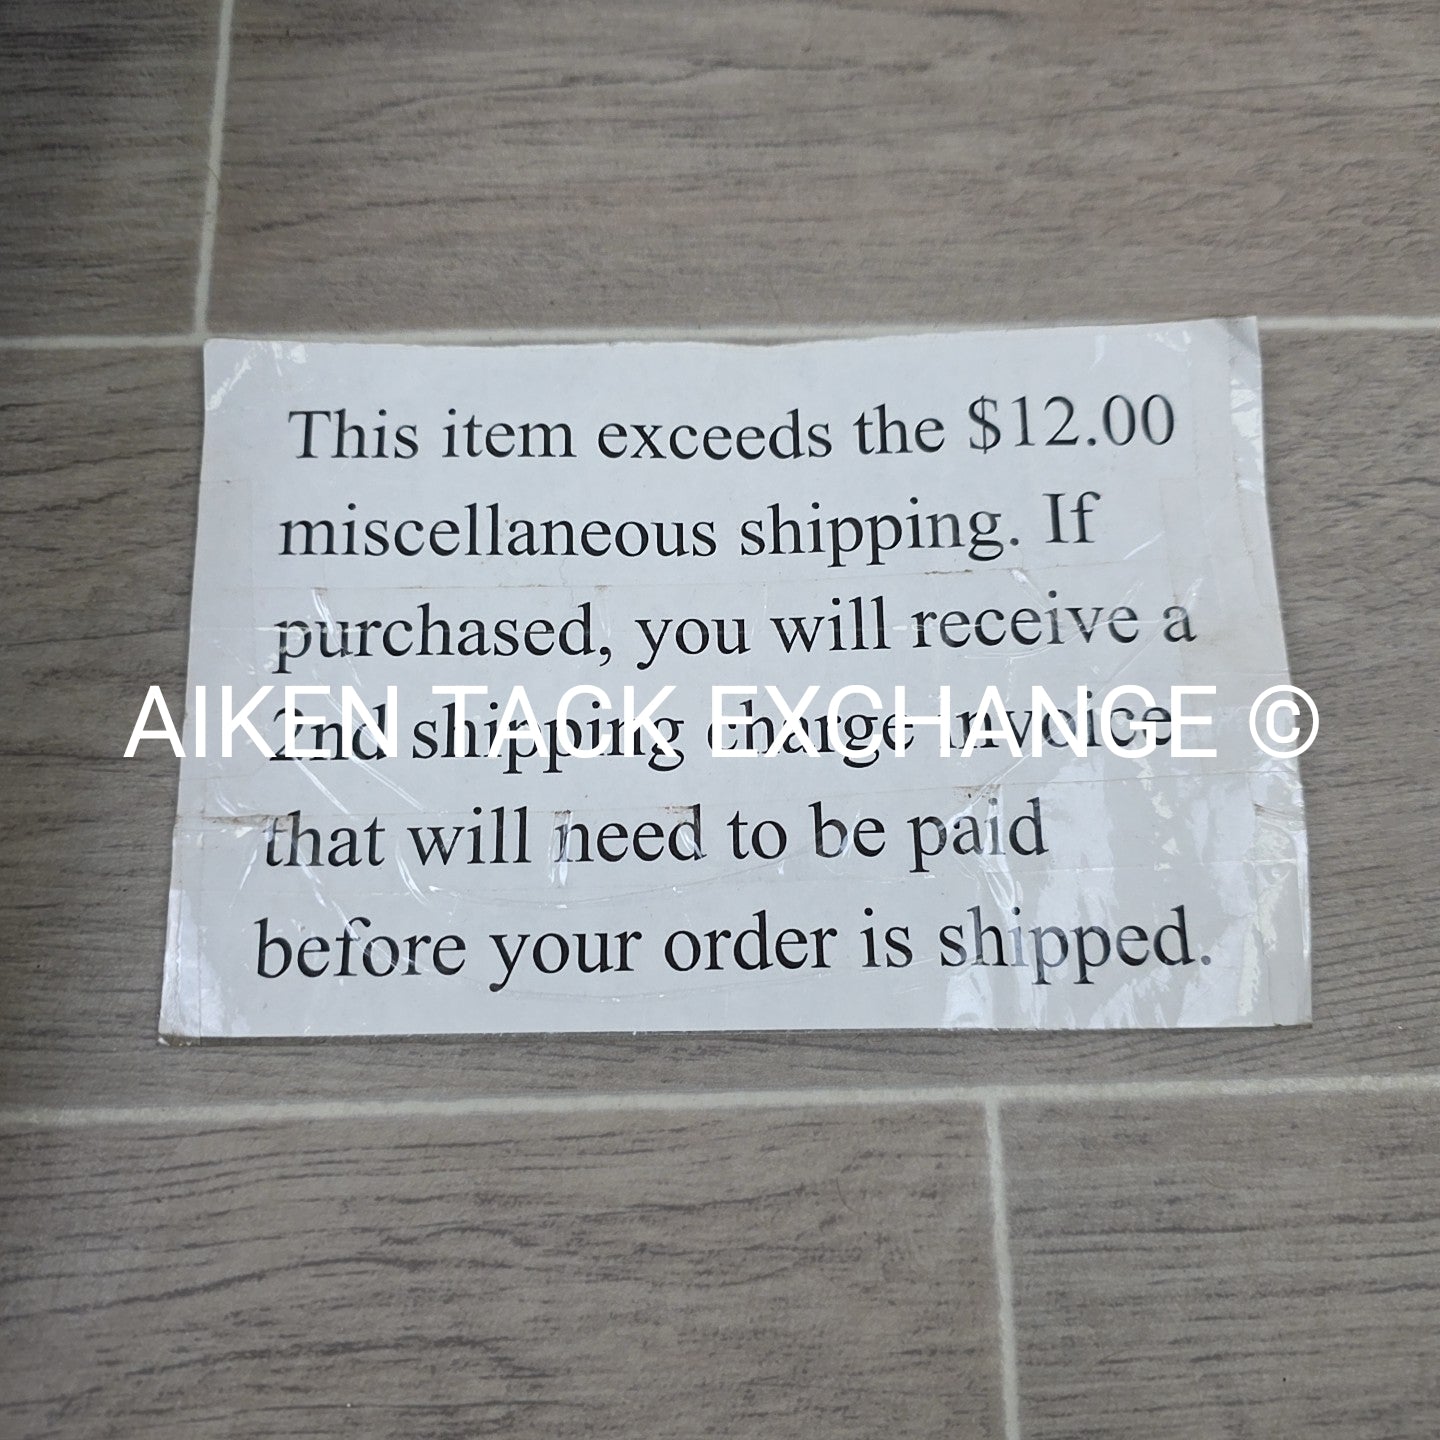 This item exceeds the $12.00
miscellaneous shipping. If
purchased, you will receive a
AIKEN TACK EXCHANGE ©
2nd shipping charge invoice
that will need to be paid
before your order is shipped.